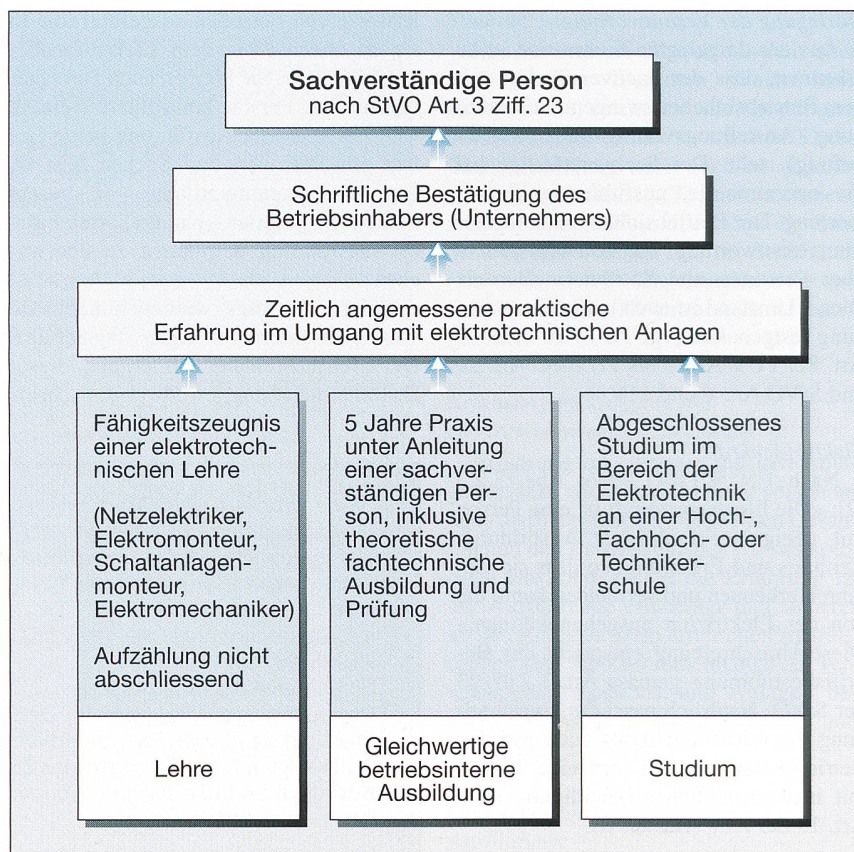 Sachverständige Person
nach StVO Art. 3 Ziff. 23
Schriftliche Bestätigung des
Betriebsinhabers (Unternehmers)
Zeitlich angemessene praktische
Erfahrung im Umgang mit elektrotechnischen Anlagen
Fähigkeitszeugnis
einer elektrotech-
nischen Lehre
(Netzelektriker,
Elektromonteur,
Schaltanlagen-
monteur,
Elektromechaniker)
Aufzählung nicht
abschliessend
Lehre
5 Jahre Praxis
unter Anleitung
einer sachver-
ständigen Per-
son, inklusive
theoretische
fachtechnische
Ausbildung und
Prüfung
Gleichwertige
betriebsinterne
Ausbildung
Abgeschlossenes
Studium im
Bereich der
Elektrotechnik
an einer Hoch-,
Fachhoch- oder
Techniker-
schule
Studium